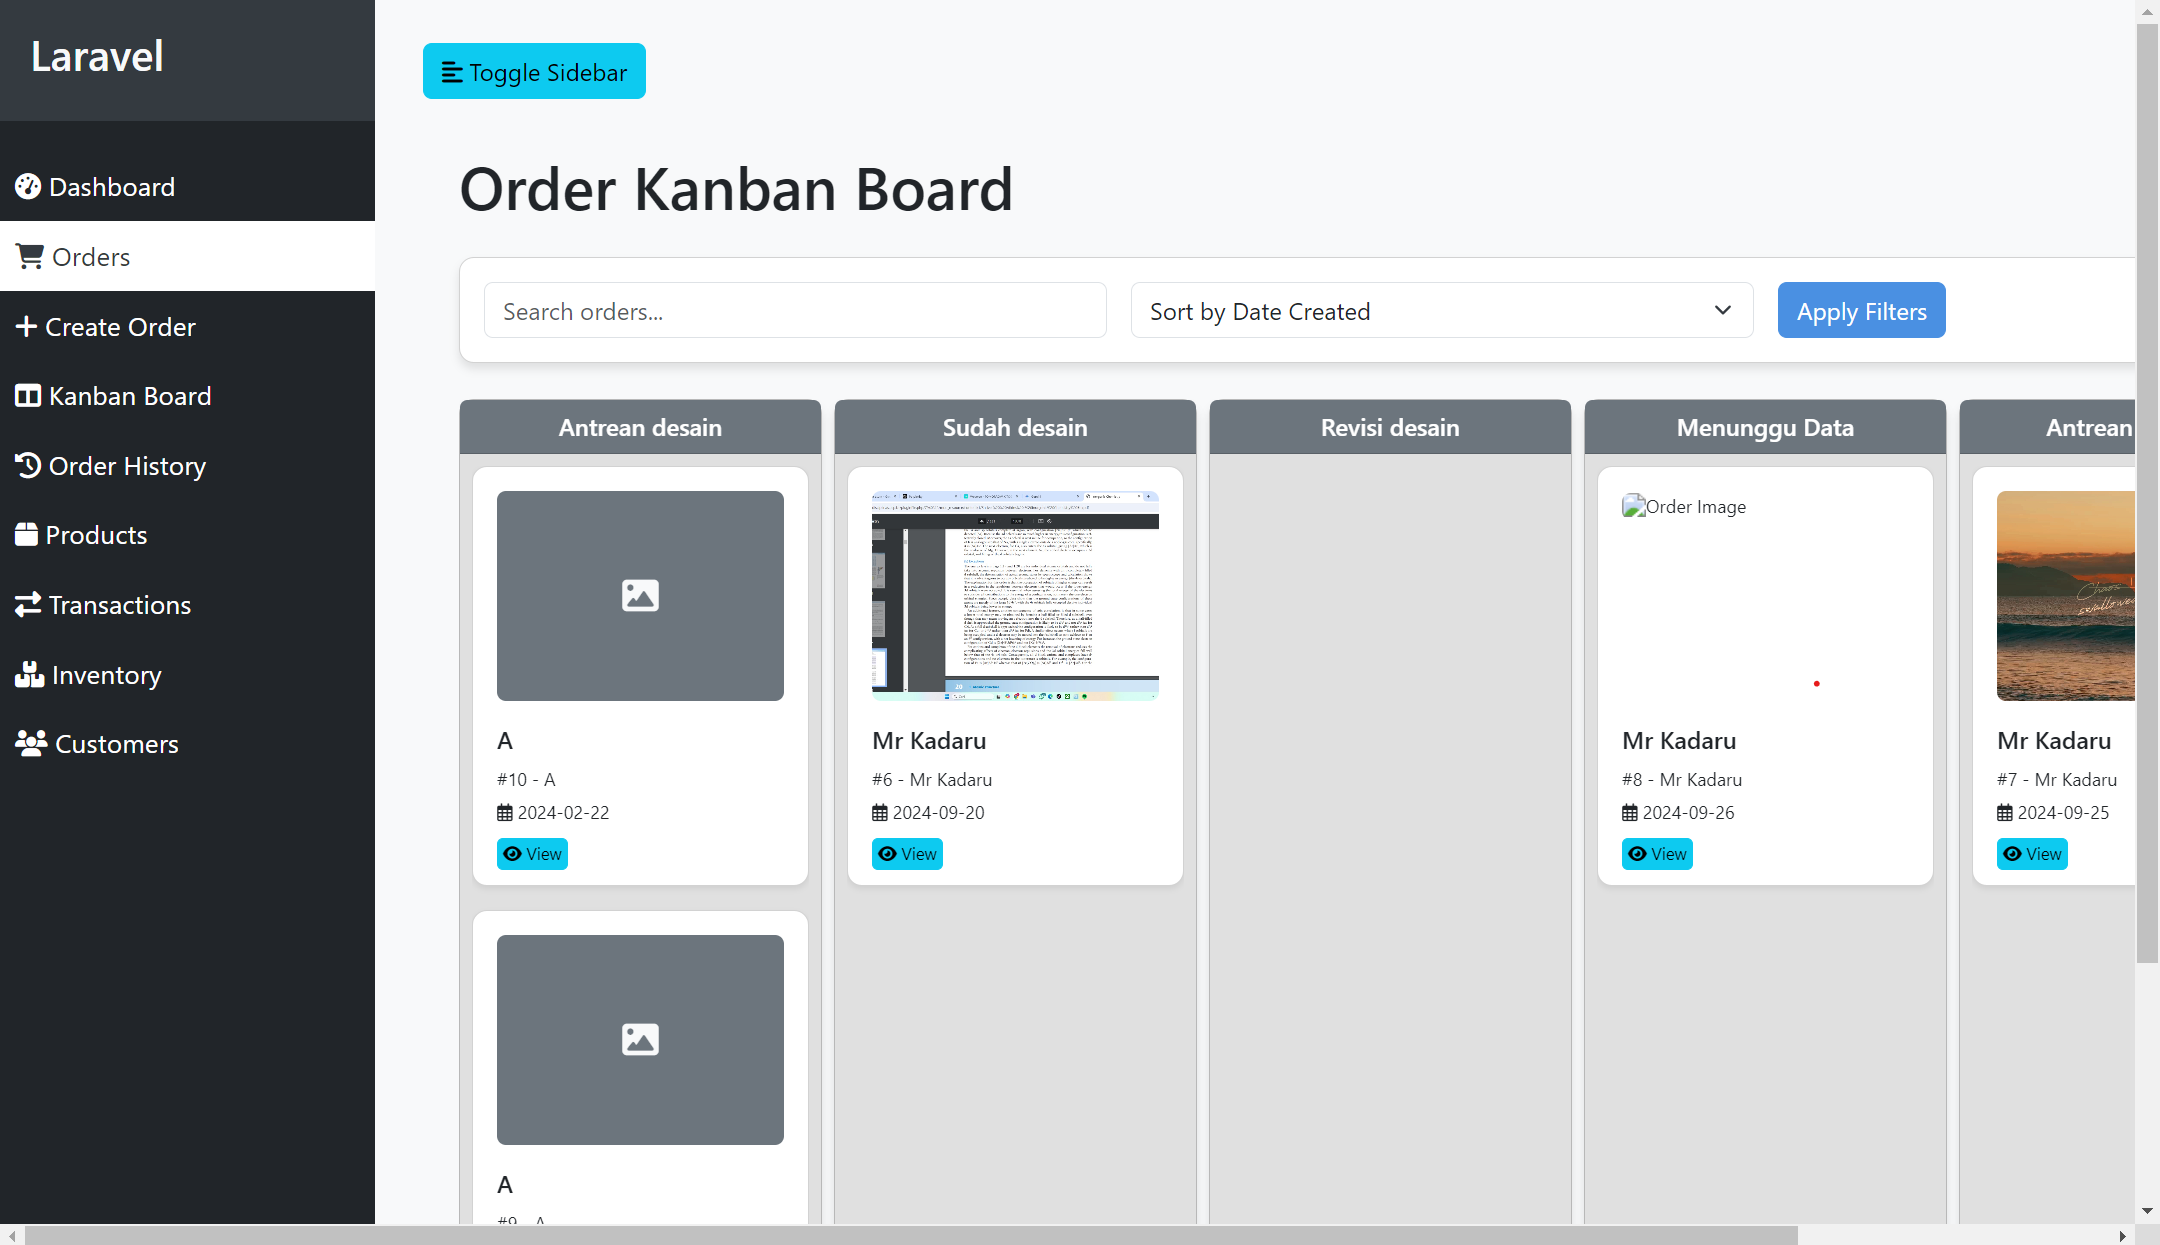 Laravel
Toggle Sidebar
Dashboard
Orders
Create Order
Kanban Board
Order History
Products
Transactions
Inventory
Customers
Order Kanban Board
Search orders...
Sort by Date Created
Apply Filters
Antrean desain
A
#10 - A
2024-02-22
View
A
#9 - A
Sudah desain
Mr Kadaru
#6 - Mr Kadaru
2024-09-20
View
Revisi desain
Menunggu Data
Order Image
Mr Kadaru
#8 - Mr Kadaru
2024-09-26
View
Antrean
Mr Kadaru
#7 - Mr Kadaru
2024-09-25
View